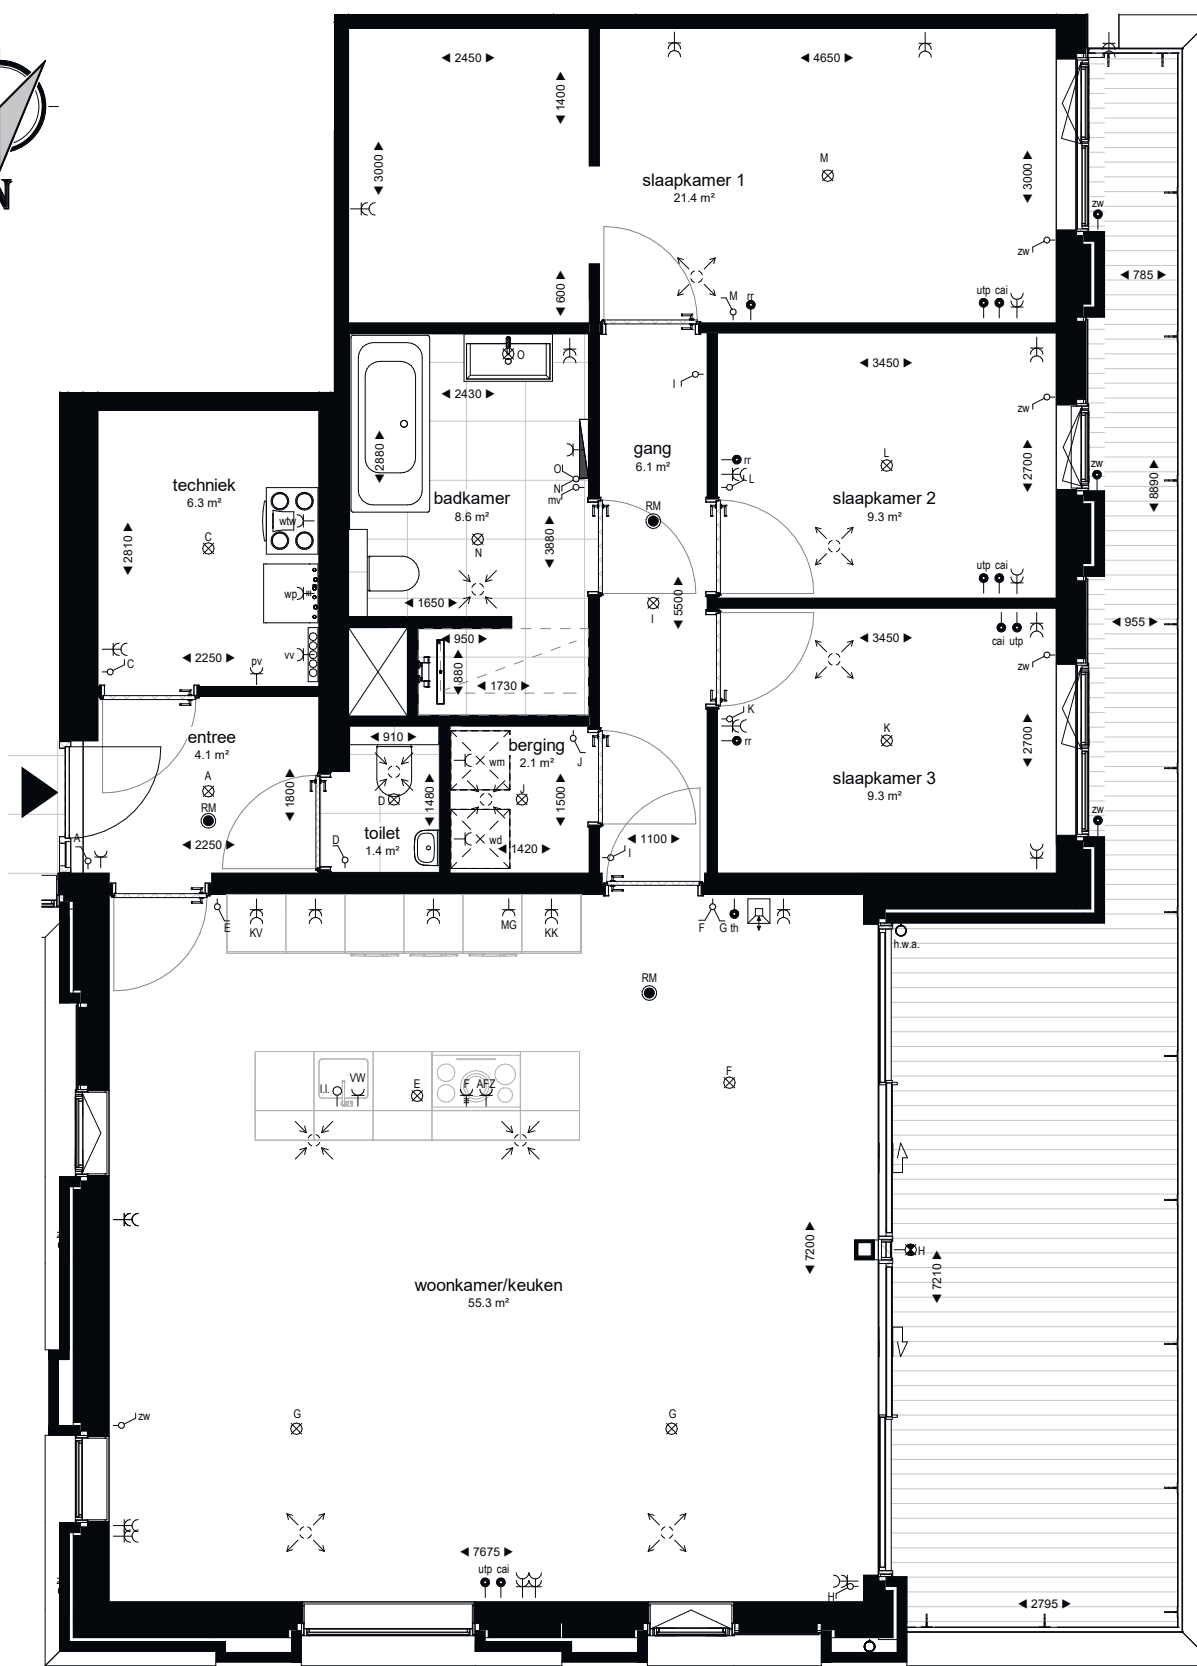 N
2450
4650
1400
3000
M
slaapkamer 1
21.4 m²
3000
zw
zw
785
600
M
rr
utp cai
O
2430
I
3450
zw
2880
gang
6.1 m²
rr
L
L
2700
zw
8890
techniek
6.3 m²
wtw
C
2810
badkamer
8.6 m²
O
N
mv
3880
N
RM
slaapkamer 2
9.3 m²
utp cai
wp
1650
I
5500
cai utp
955
950
3450
zw
C
2250
pv
vv
880
1730
K
rr
K
2700
entree
4.1 m²
A
RM
1800
2250
A
910
D
1480
toilet
1.4 m²
D
berging
2.1 m²
wm
J
J
1500
wd
1420
1100
I
slaapkamer 3
9.3 m²
zw
E
KV
MG
KK
F
G th
h.w.a.
RM
F
I.I.
VW
E
F
AFZ
7200
H
7210
woonkamer/keuken
55.3 m²
zw
G
G
7675
utp cai
H
2795